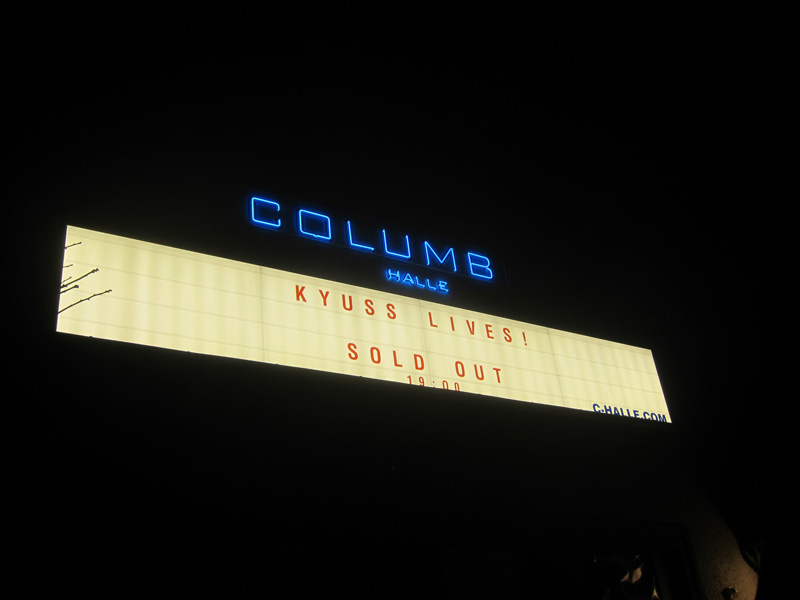 COLUMB
HALLE
KYUSS LIVES!
SOLD OUT
19:00
C-HALLE.COM